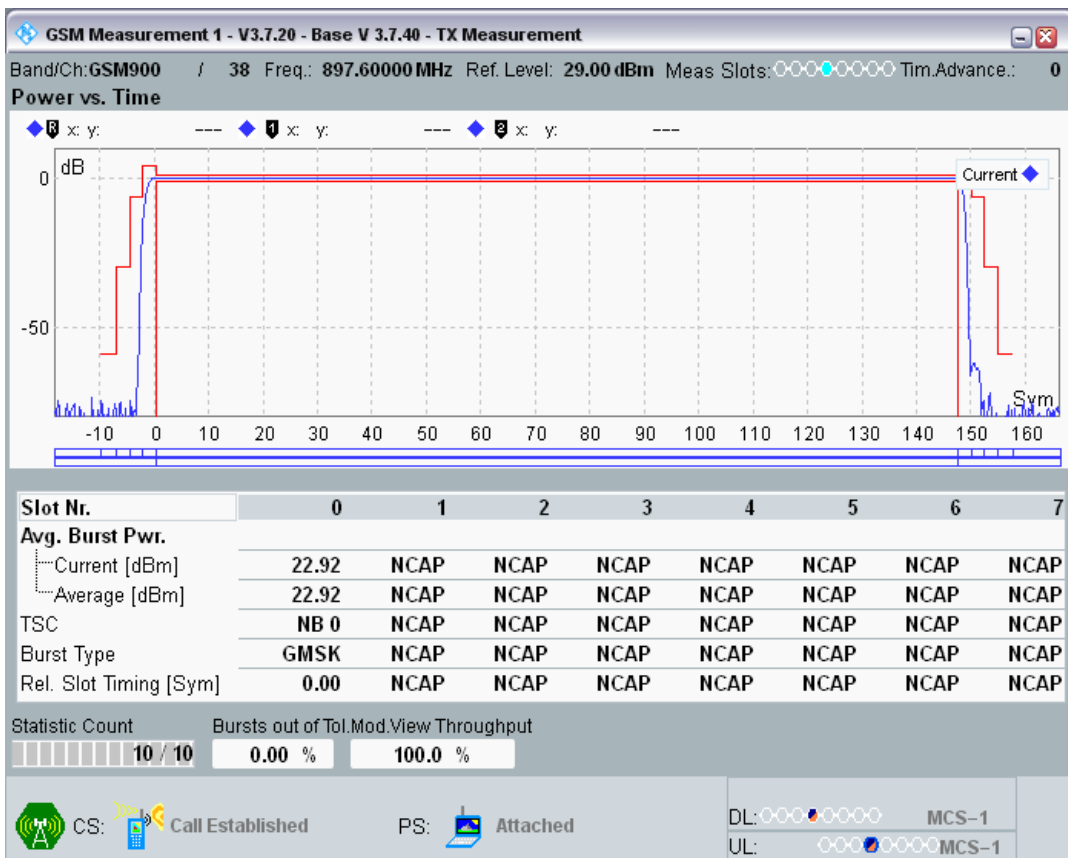 GSM Measurement 1 - V3.7.20 - Base V 3.7.40 - TX Measurement
Band/Ch:GSM900 / 38 Freq.: 897.60000 MHz Ref. Level: 29.00 dBm Meas Slots: Tim.Advance.: 0
Power vs. Time
R x: y: --- 1 x: y: --- 2 x: y: ---
dB
Current
0
-50
Sym
-10 0 10 20 30 40 50 60 70 80 90 100 110 120 130 140 150 160
Slot Nr. 0 1 2 3 4 5 6 7
Avg. Burst Pwr.
Current [dBm] 22.92 NCAP NCAP NCAP NCAP NCAP NCAP NCAP
Average [dBm] 22.92 NCAP NCAP NCAP NCAP NCAP NCAP NCAP
TSC NB 0 NCAP NCAP NCAP NCAP NCAP NCAP NCAP
Burst Type GMSK NCAP NCAP NCAP NCAP NCAP NCAP NCAP
Rel. Slot Timing [Sym] 0.00 NCAP NCAP NCAP NCAP NCAP NCAP NCAP
Statistic Count Bursts out of Tol.Mod.View Throughput
10 / 10 0.00 % 100.0 %
CS: Call Established PS: Attached DL: MCS-1
UL: MCS-1